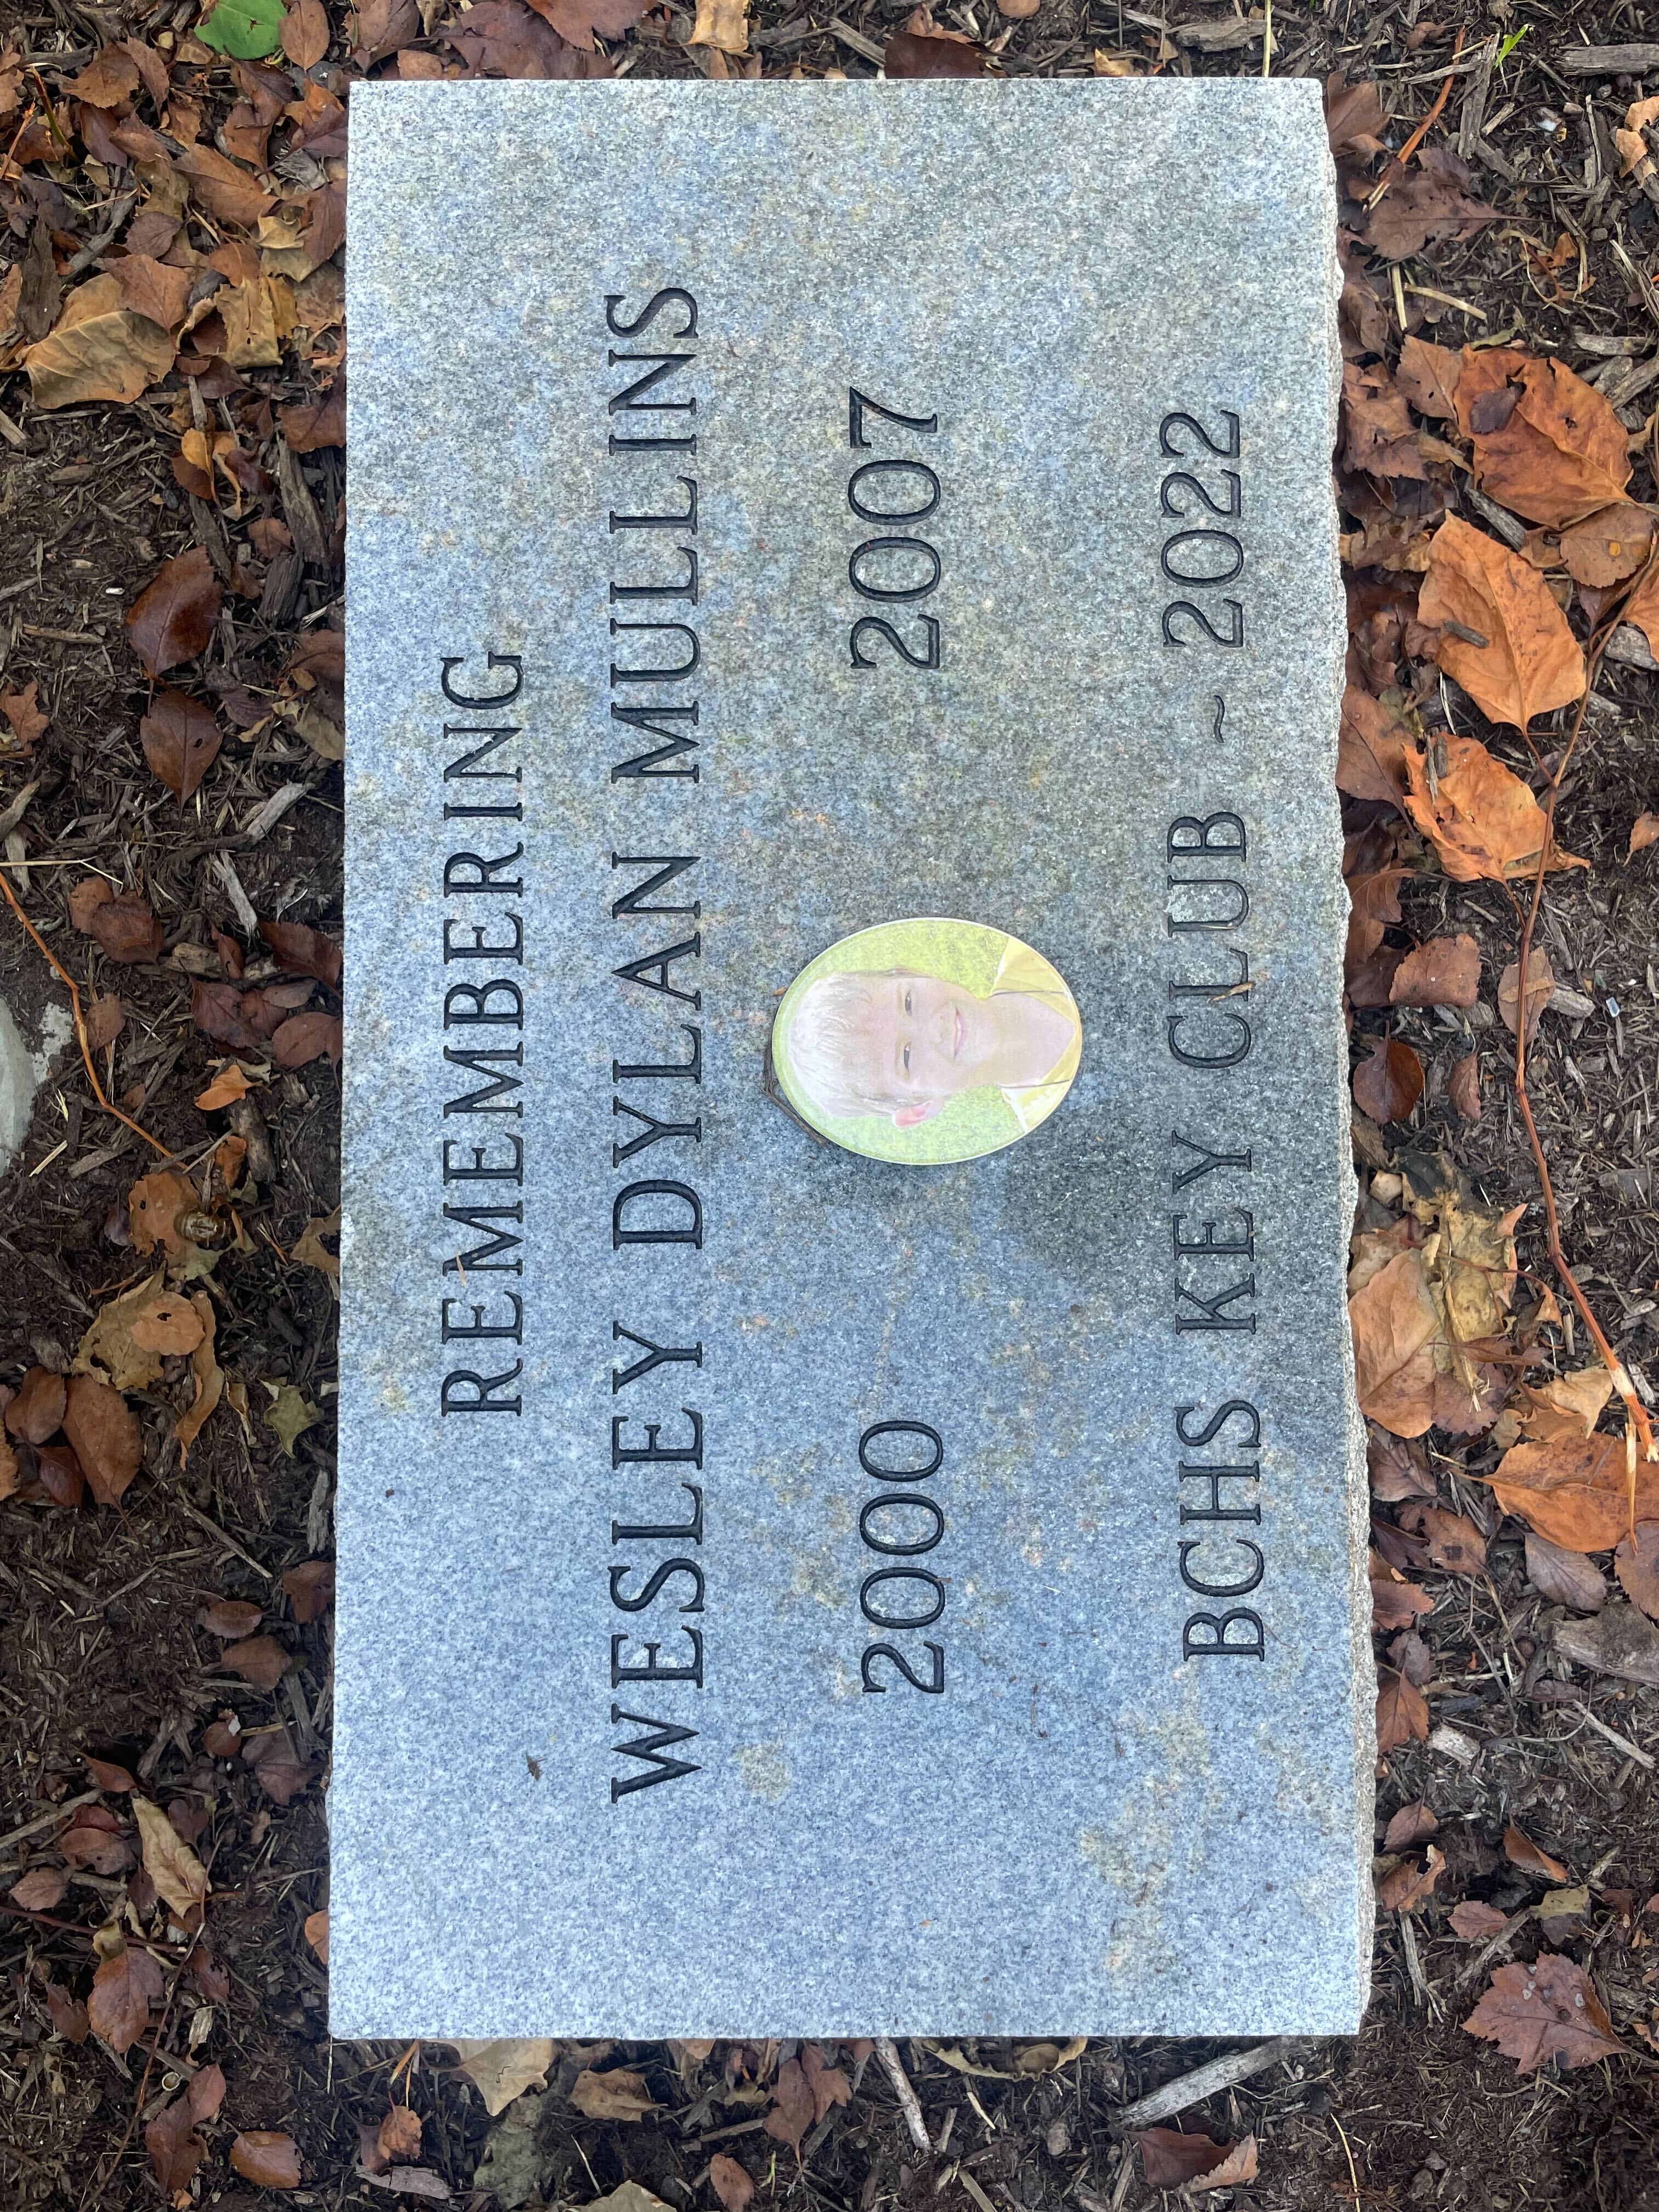 REMEMBERING
WESLEY DYLAN MULLINS
2000 2007
BCHS KEY CLUB ~ 2022